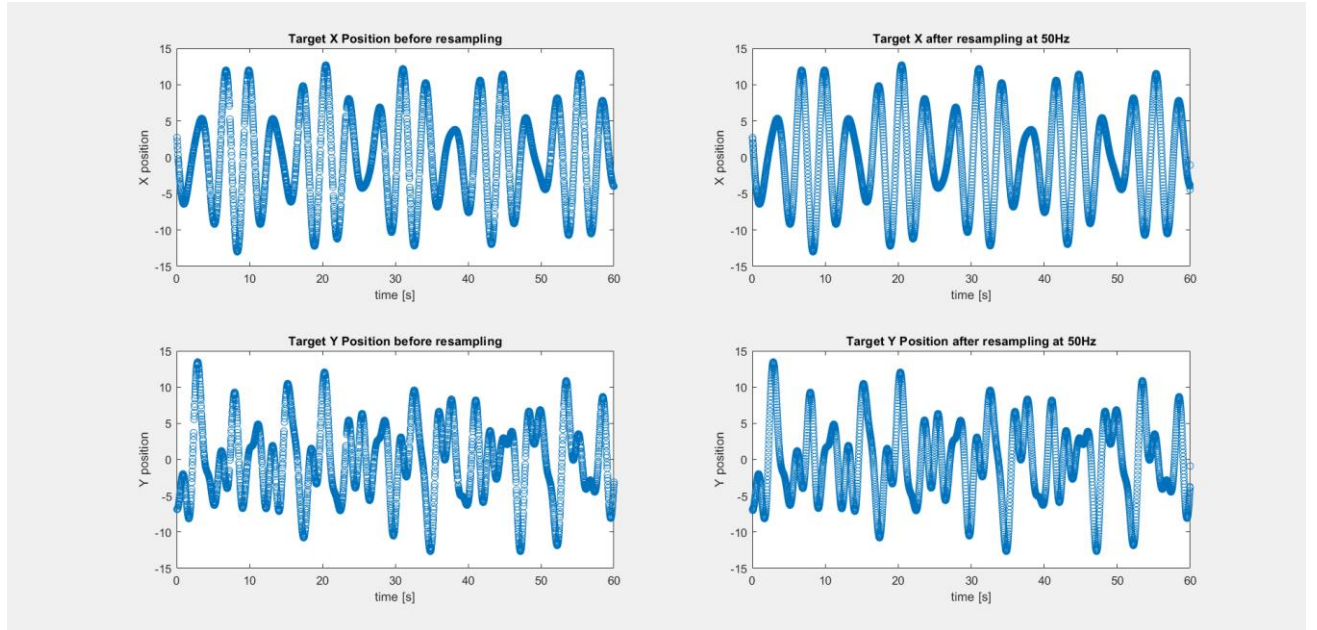 Target X Position before resampling
15
10
5
0
-5
-10
-15
X position
0 10 20 30 40 50 60
time [s]
Target X after resampling at 50Hz
15
10
5
0
-5
-10
-15
X position
0 10 20 30 40 50 60
time [s]
Target Y Position before resampling
15
10
5
0
-5
-10
-15
Y position
0 10 20 30 40 50 60
time [s]
Target Y Position after resampling at 50Hz
15
10
5
0
-5
-10
-15
Y position
0 10 20 30 40 50 60
time [s]